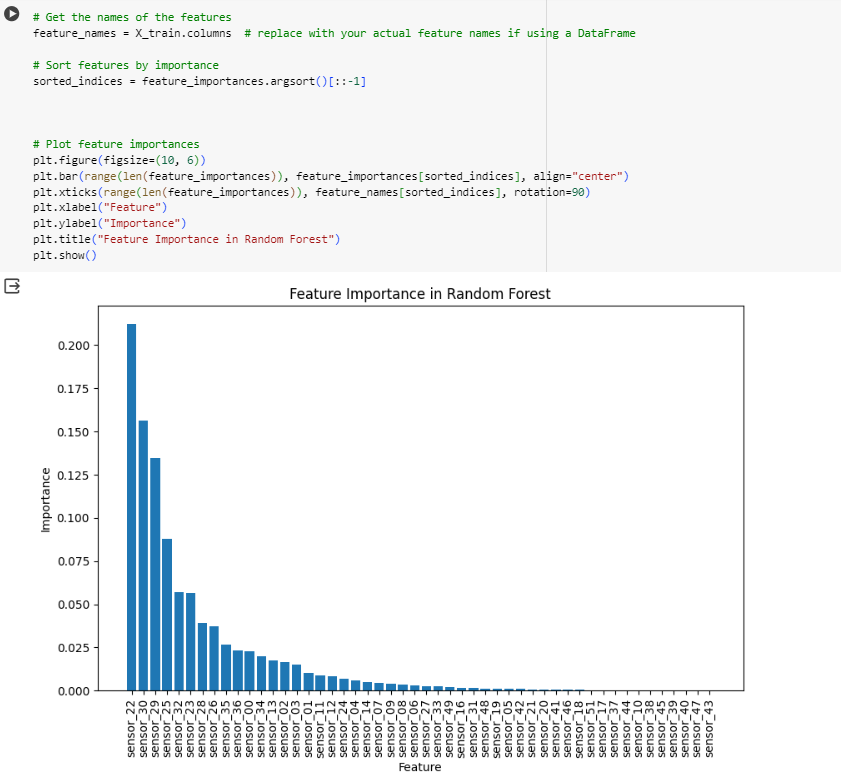 # Get the names of the features
feature_names = X_train.columns  # replace with your actual feature names if using a DataFrame
# Sort features by importance
sorted_indices = feature_importances.argsort()[::-1]
# Plot feature importances
plt.figure(figsize=(10, 6))
plt.bar(range(len(feature_importances)), feature_importances[sorted_indices], align="center")
plt.xticks(range(len(feature_importances)), feature_names[sorted_indices], rotation=90)
plt.xlabel("Feature")
plt.ylabel("Importance")
plt.title("Feature Importance in Random Forest")
plt.show()
Feature Importance in Random Forest
Importance
0.200
0.175
0.150
0.125
0.100
0.075
0.050
0.025
0.000
sensor_22
sensor_30
sensor_29
sensor_25
sensor_32
sensor_23
sensor_28
sensor_26
sensor_35
sensor_36
sensor_00
sensor_34
sensor_13
sensor_02
sensor_03
sensor_01
sensor_11
sensor_12
sensor_24
sensor_04
sensor_14
sensor_07
sensor_09
sensor_08
sensor_06
sensor_27
sensor_33
sensor_49
sensor_16
sensor_31
sensor_48
sensor_19
sensor_05
sensor_42
sensor_21
sensor_20
sensor_41
sensor_46
sensor_18
sensor_51
sensor_17
sensor_37
sensor_44
sensor_10
sensor_38
sensor_45
sensor_39
sensor_40
sensor_47
sensor_43
Feature